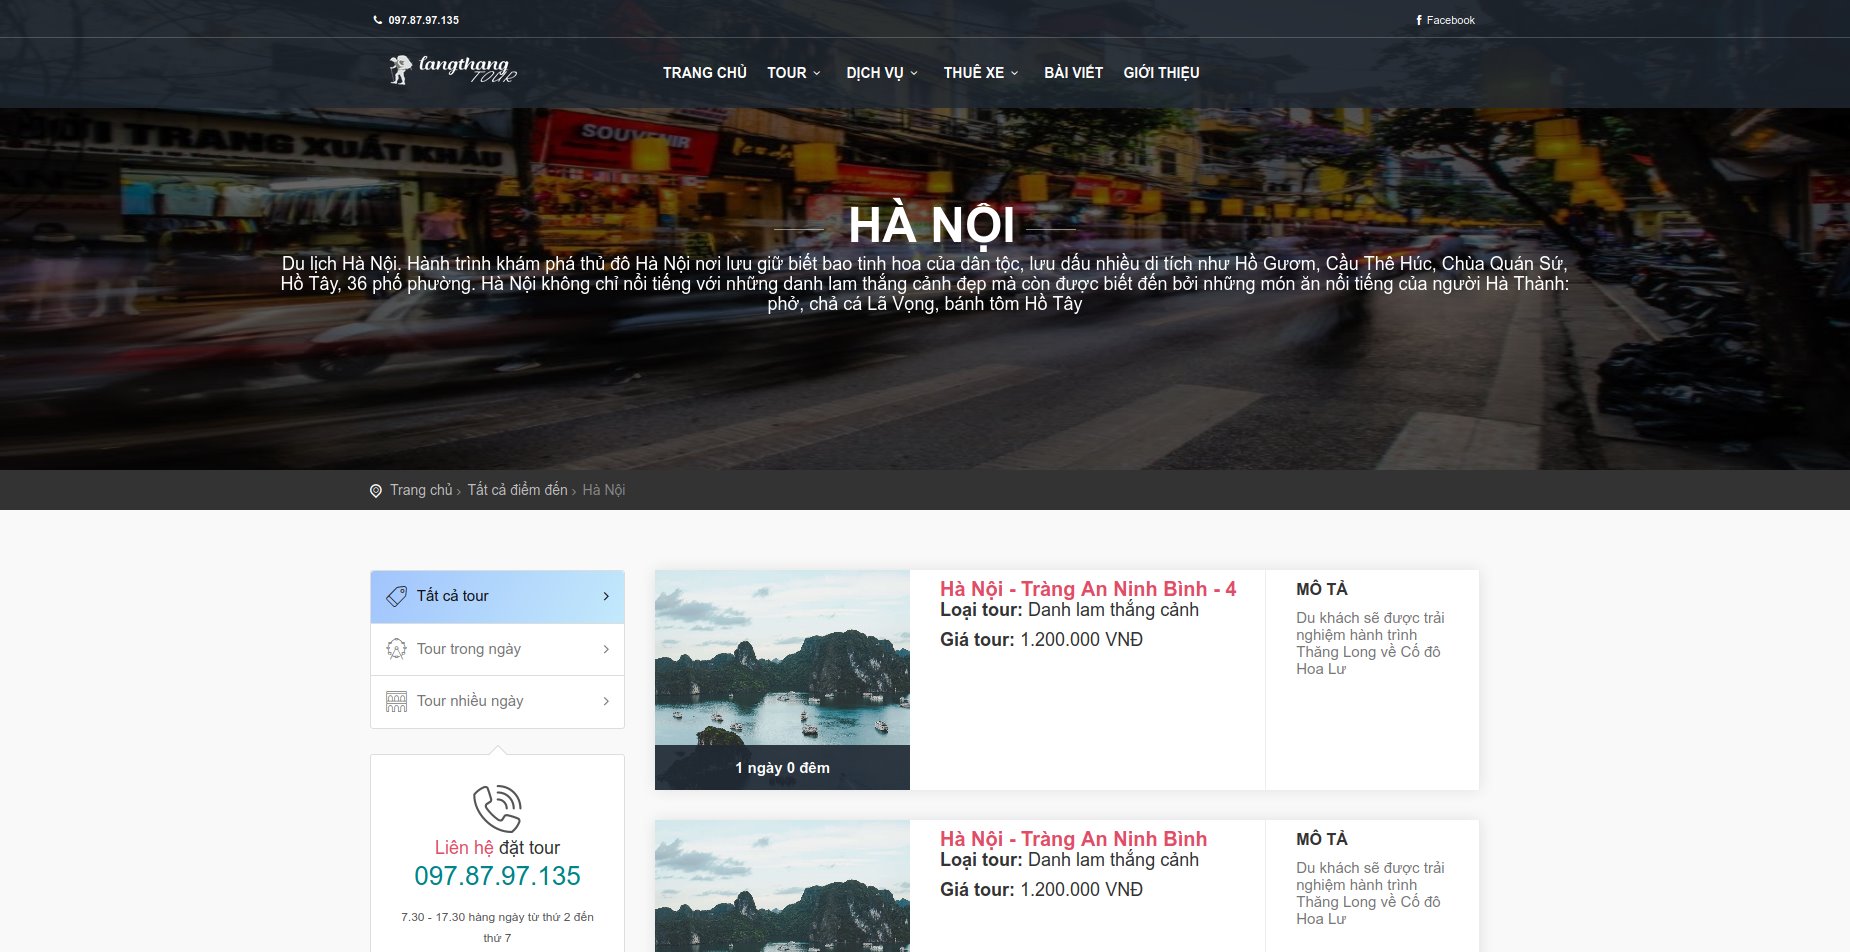 097.87.97.135
Facebook
langthang
TOUR
TRANG CHỦ TOUR DỊCH VỤ THUÊ XE BÀI VIẾT GIỚI THIỆU
TRANG XUẤT KHẨU
SOUVENIR
HÀ NỘI
Du lịch Hà Nội. Hành trình khám phá thủ đô Hà Nội nơi lưu giữ biết bao tinh hoa của dân tộc, lưu dấu nhiều di tích như Hồ Gươm, Cầu Thê Húc, Chùa Quán Sứ,
Hồ Tây, 36 phố phường. Hà Nội không chỉ nổi tiếng với những danh lam thắng cảnh đẹp mà còn được biết đến bởi những món ăn nổi tiếng của người Hà Thành:
phở, chả cá Lã Vọng, bánh tôm Hồ Tây
Trang chủ › Tất cả điểm đến › Hà Nội
Tất cả tour
Tour trong ngày
Tour nhiều ngày
Liên hệ đặt tour
097.87.97.135
7.30 - 17.30 hàng ngày từ thứ 2 đến
thứ 7
1 ngày 0 đêm
Hà Nội - Tràng An Ninh Bình - 4
Loại tour: Danh lam thắng cảnh
Giá tour: 1.200.000 VNĐ
MÔ TẢ
Du khách sẽ được trải
nghiệm hành trình
Thăng Long về Cố đô
Hoa Lư
Hà Nội - Tràng An Ninh Bình
Loại tour: Danh lam thắng cảnh
Giá tour: 1.200.000 VNĐ
MÔ TẢ
Du khách sẽ được trải
nghiệm hành trình
Thăng Long về Cố đô
Hoa Lư